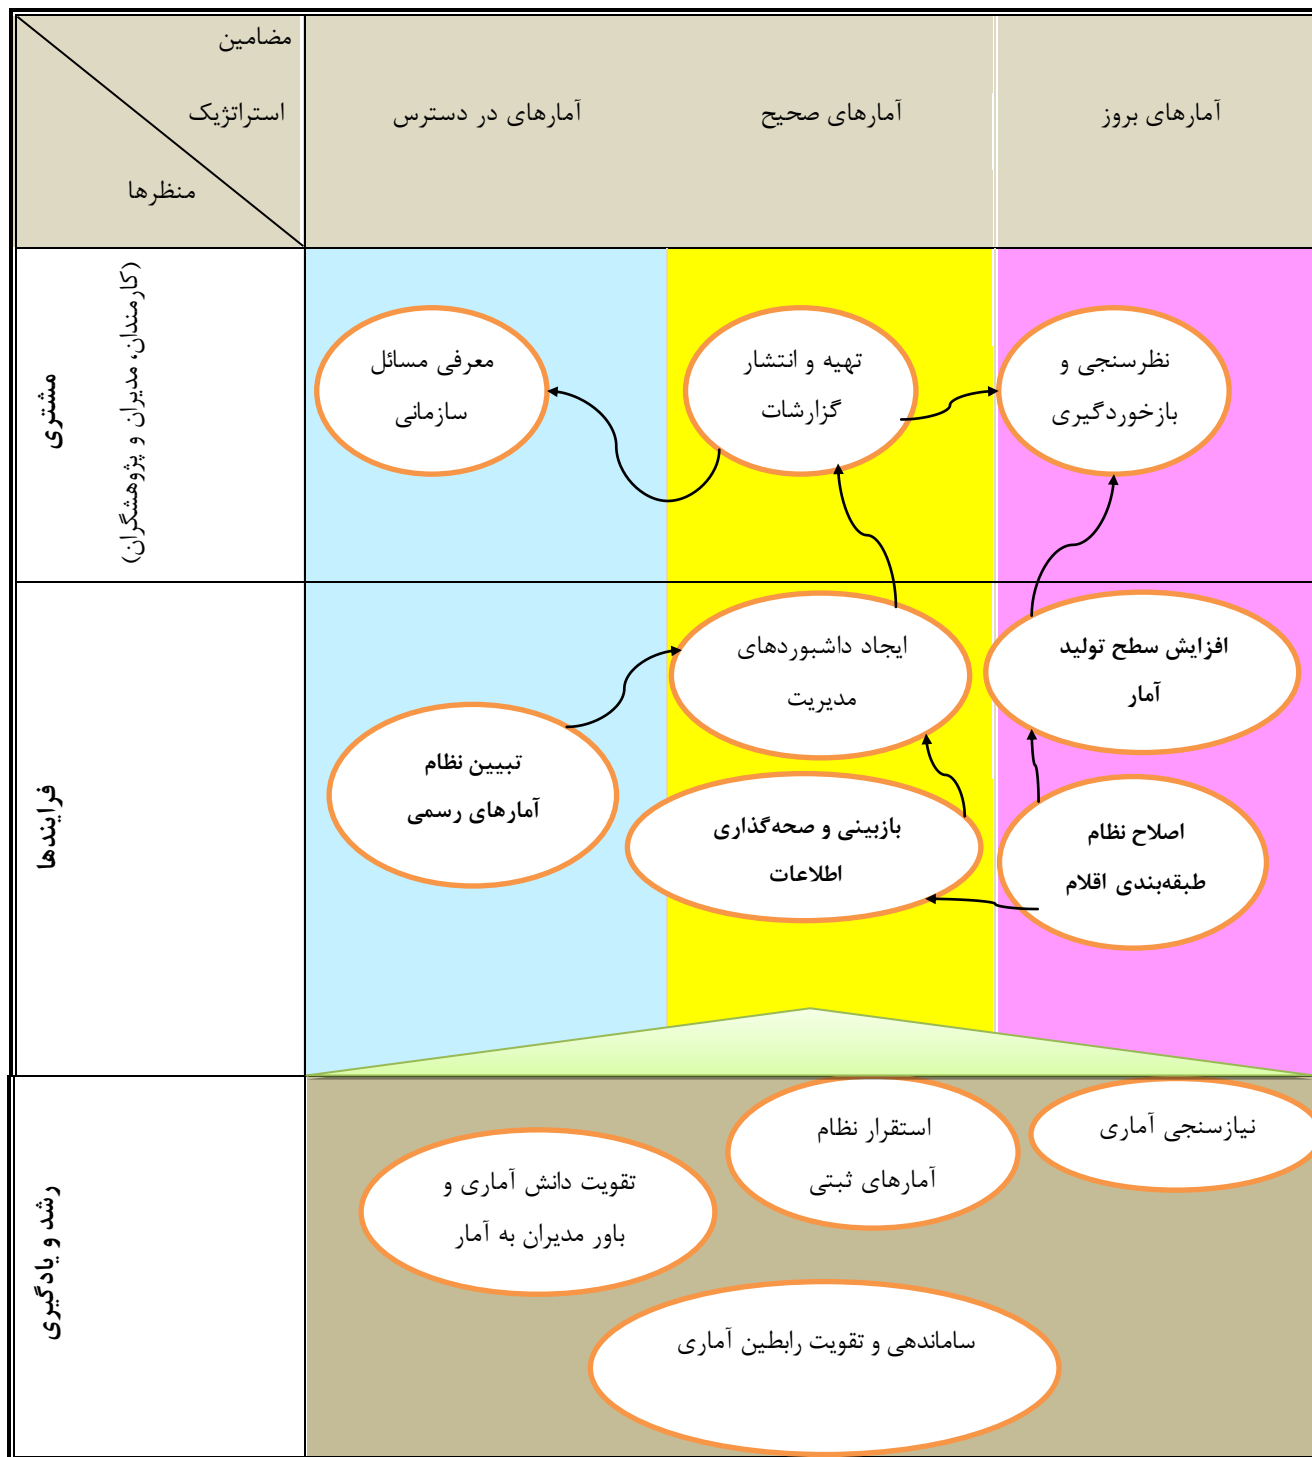 مضامین
استراتژیک
منظرها
آمارهای در دسترس
آمارهای صحیح
آمارهای بروز
مشتری
(کارمندان، مدیران و پژوهشگران)
معرفی مسائل
سازمانی
تهیه و انتشار
گزارشات
نظرسنجی و
بازخوردگیری
فرایندها
تبیین نظام
آمارهای رسمی
ایجاد داشبوردهای
مدیریت
بازبینی و صحه‌گذاری
اطلاعات
افزایش سطح تولید
آمار
اصلاح نظام
طبقه‌بندی اقلام
رشد و یادگیری
تقویت دانش آماری و
باور مدیران به آمار
استقرار نظام
آمارهای ثبتی
نیازسنجی آماری
ساماندهی و تقویت رابطین آماری